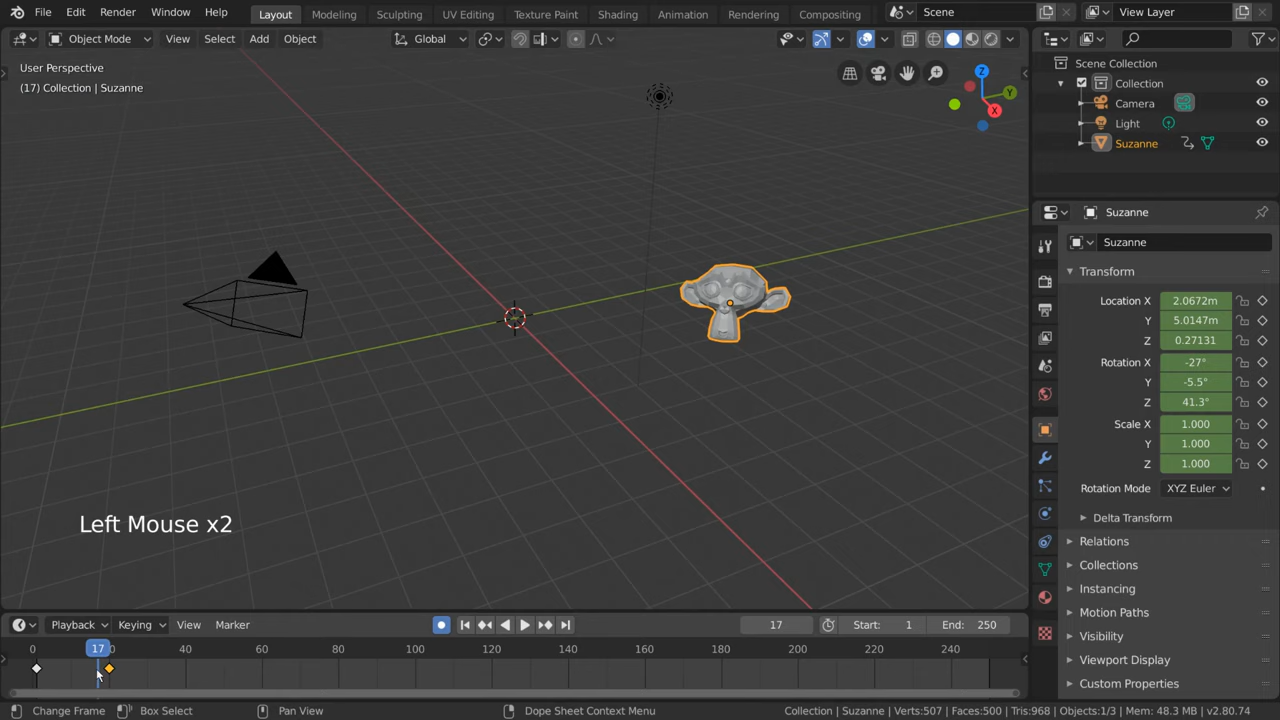 File Edit Render Window Help Layout Modeling Sculpting UV Editing Texture Paint Shading Animation Rendering Compositing Scene View Layer
Object Mode View Select Add Object Global
User Perspective
(17) Collection | Suzanne
Z
Y
X
Scene Collection
Collection
Camera
Light
Suzanne
Suzanne
Suzanne
Transform
Location X 2.0672m
Y 5.0147m
Z 0.27131
Rotation X -27°
Y -5.5°
Z 41.3°
Scale X 1.000
Y 1.000
Z 1.000
Rotation Mode XYZ Euler
Delta Transform
Relations
Collections
Instancing
Motion Paths
Visibility
Viewport Display
Custom Properties
Left Mouse x2
Playback Keying View Marker 17 Start: 1 End: 250
0 17 40 60 80 100 120 140 160 180 200 220 240
Change Frame Box Select Pan View Dope Sheet Context Menu Collection | Suzanne | Verts:507 | Faces:500 | Tris:968 | Objects:1/3 | Mem: 48.3 MB | v2.80.74